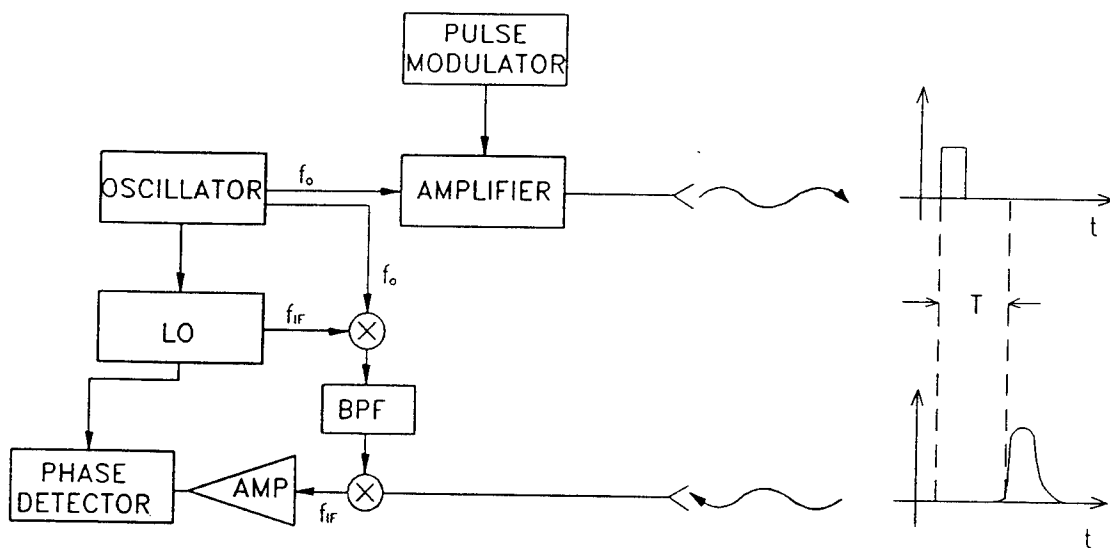 PULSE
MODULATOR
OSCILLATOR
f₀
AMPLIFIER
t
f₀
LO
f_IF
T
BPF
PHASE
DETECTOR
AMP
f_IF
t